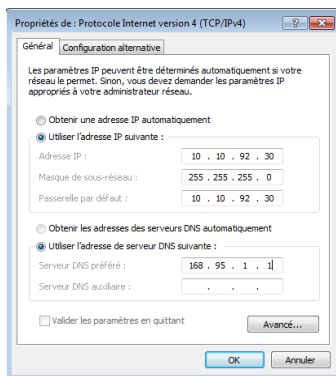 Propriétés de : Protocole Internet version 4 (TCP/IPv4)
Général Configuration alternative
Les paramètres IP peuvent être déterminés automatiquement si votre
réseau le permet. Sinon, vous devez demander les paramètres IP
appropriés à votre administrateur réseau.
Obtenir une adresse IP automatiquement
Utiliser l'adresse IP suivante :
Adresse IP : 10 . 10 . 92 . 30
Masque de sous-réseau : 255 . 255 . 255 . 0
Passerelle par défaut : 10 . 10 . 92 . 30
Obtenir les adresses des serveurs DNS automatiquement
Utiliser l'adresse de serveur DNS suivante :
Serveur DNS préféré : 168 . 95 . 1 . 1
Serveur DNS auxiliaire : . . .
Valider les paramètres en quittant
Avancé...
OK Annuler